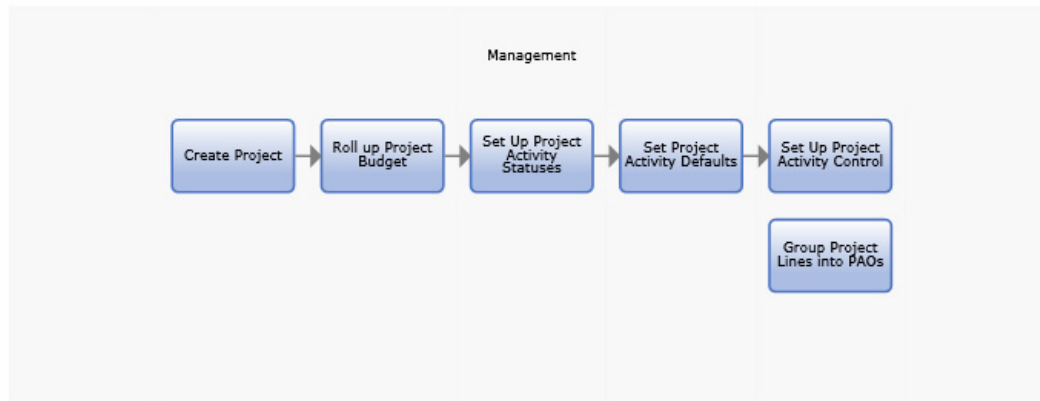 Management
Create Project
Roll up Project
Budget
Set Up Project
Activity
Statuses
Set Project
Activity Defaults
Set Up Project
Activity Control
Group Project
Lines into PAOs